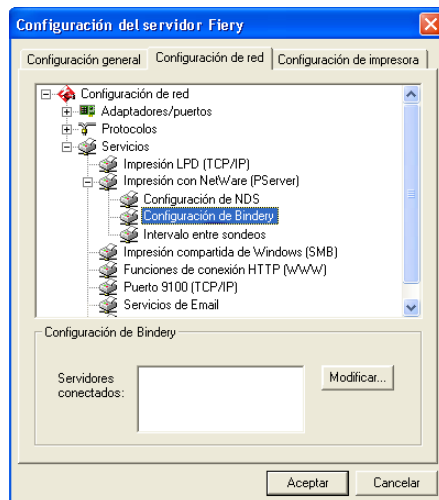 Configuración del servidor Fiery
Configuración general Configuración de red Configuración de impresora
Configuración de red
Adaptadores/puertos
Protocolos
Servicios
Impresión LPD (TCP/IP)
Impresión con NetWare (PServer)
Configuración de NDS
Configuración de Bindery
Intervalo entre sondeos
Impresión compartida de Windows (SMB)
Funciones de conexión HTTP (WWW)
Puerto 9100 (TCP/IP)
Servicios de Email
Configuración de Bindery
Servidores
conectados:
Modificar...
Aceptar Cancelar